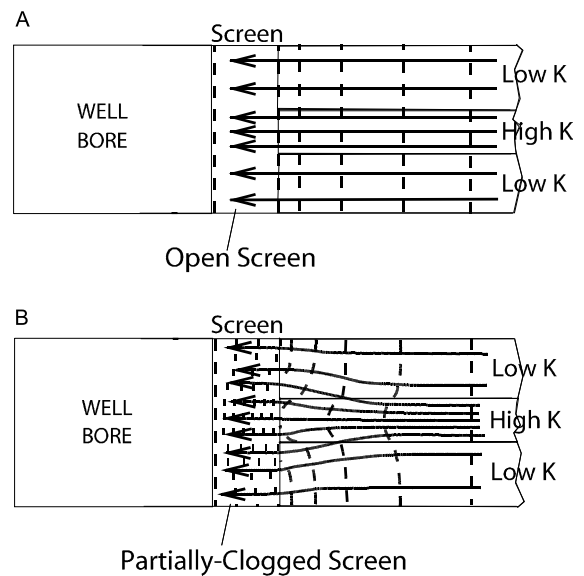 A
Screen
Low K
WELL
BORE
High K
Low K
Open Screen
B
Screen
Low K
WELL
BORE
High K
Low K
Partially-Clogged Screen